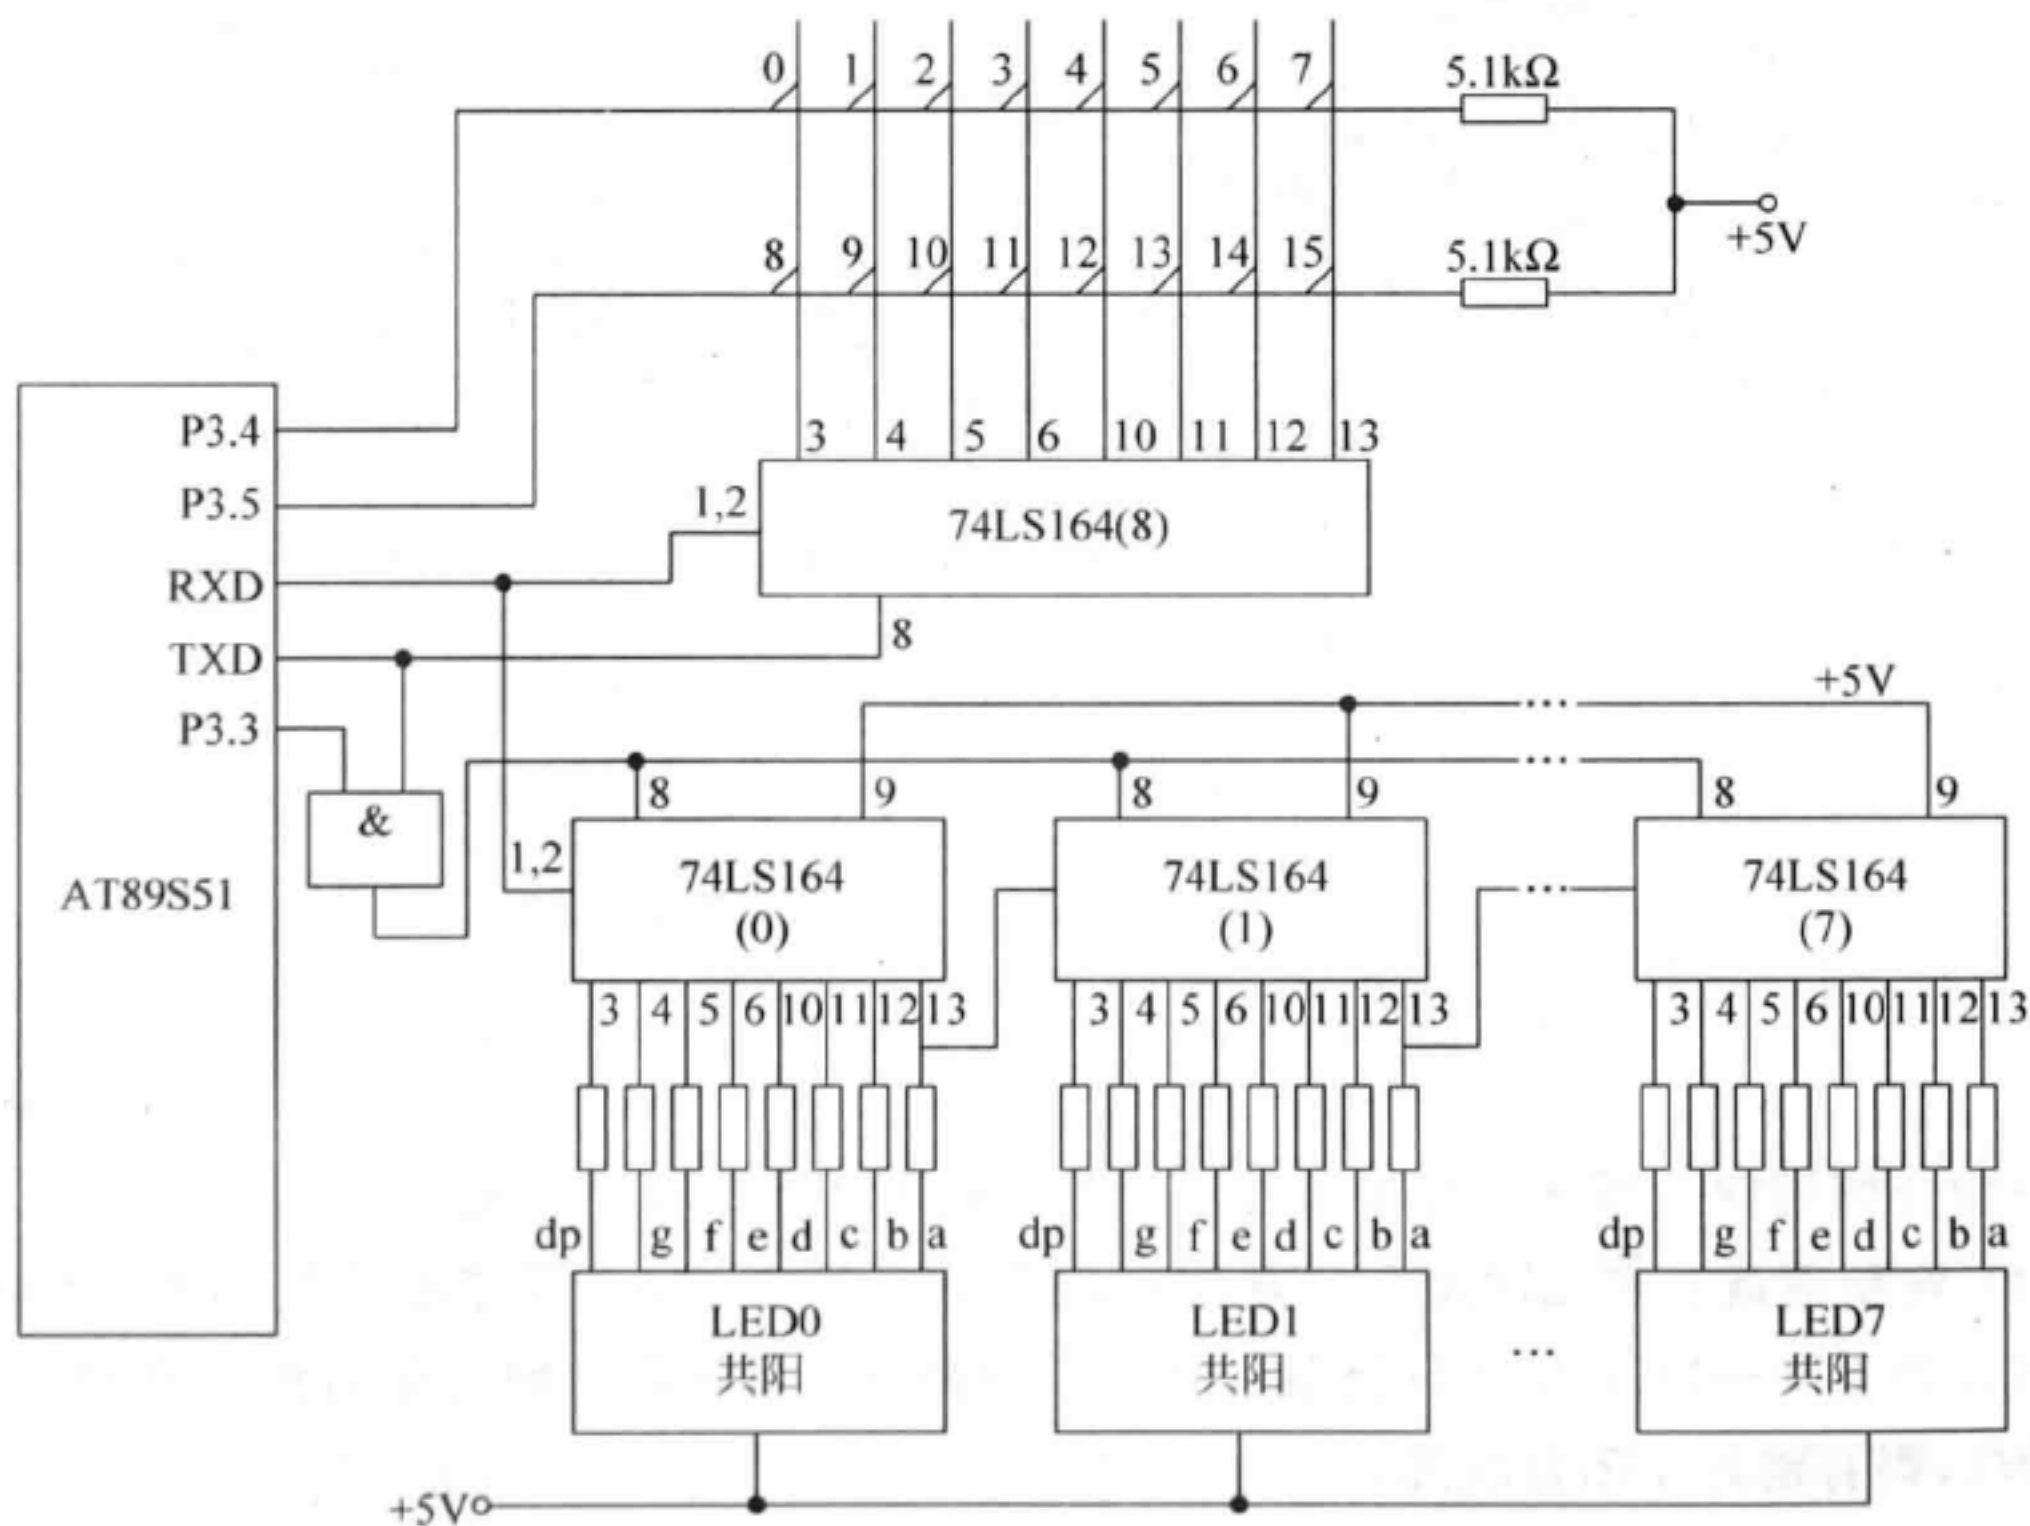 0 1 2 3 4 5 6 7 5.1kΩ
+5V
8 9 10 11 12 13 14 15 5.1kΩ
P3.4
3 4 5 6 10 11 12 13
P3.5
1,2
74LS164(8)
RXD
8
TXD
+5V
P3.3
8 9 8 9 8 9
&
1,2
AT89S51
74LS164 74LS164 74LS164
(0) (1) (7)
3 4 5 6 10 11 12 13 3 4 5 6 10 11 12 13 3 4 5 6 10 11 12 13
dp g f e d c b a dp g f e d c b a dp g f e d c b a
LED0 LED1 LED7
共阳 共阳 ... 共阳
+5V